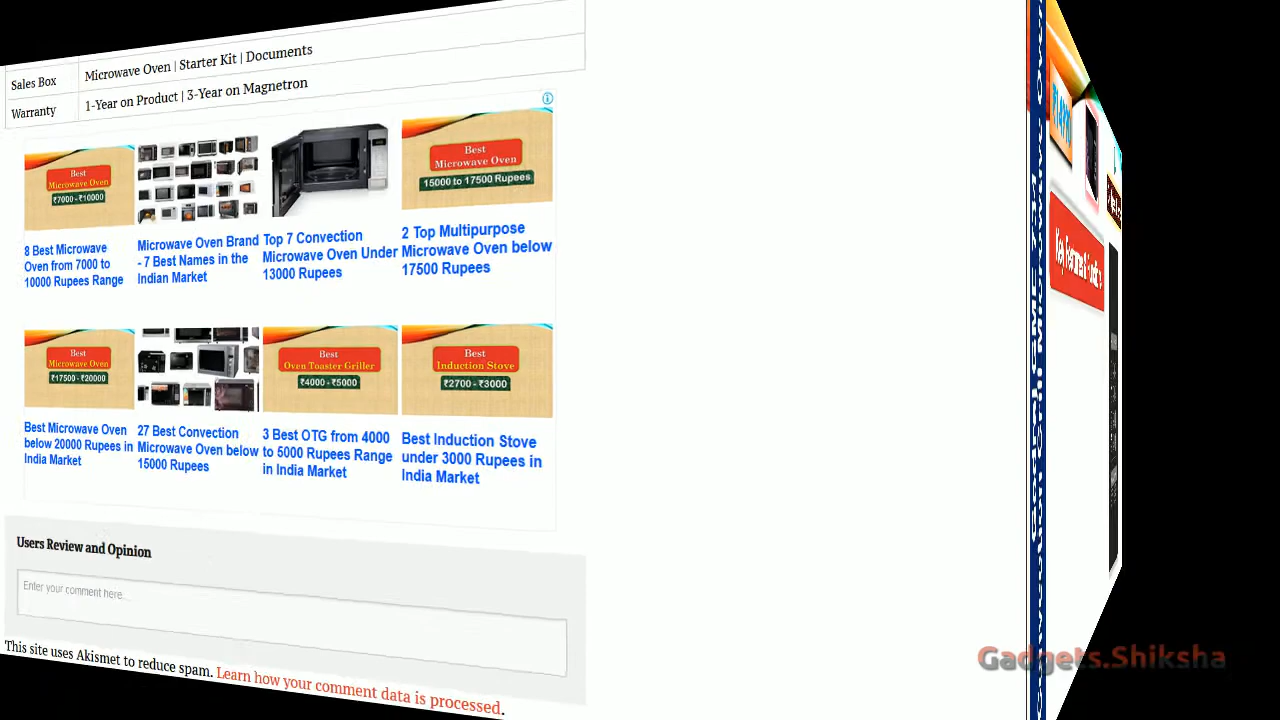 Sales Box Microwave Oven | Starter Kit | Documents
Warranty 1-Year on Product | 3-Year on Magnetron
Best
Microwave Oven
₹7000 - ₹10000
Best
Microwave Oven
15000 to 17500 Rupees
8 Best Microwave
Oven from 7000 to
10000 Rupees Range
Microwave Oven Brand
- 7 Best Names in the
Indian Market
Top 7 Convection
Microwave Oven Under
13000 Rupees
2 Top Multipurpose
Microwave Oven below
17500 Rupees
Best
Microwave Oven
₹17500 - ₹20000
Best
Oven Toaster Griller
₹4000 - ₹5000
Best
Induction Stove
₹2700 - ₹3000
Best Microwave Oven
below 20000 Rupees in
India Market
27 Best Convection
Microwave Oven below
15000 Rupees
3 Best OTG from 4000
to 5000 Rupees Range
in India Market
Best Induction Stove
under 3000 Rupees in
India Market
Users Review and Opinion
Enter your comment here...
This site uses Akismet to reduce spam. Learn how your comment data is processed.
Key Features
Gadgets.Shiksha